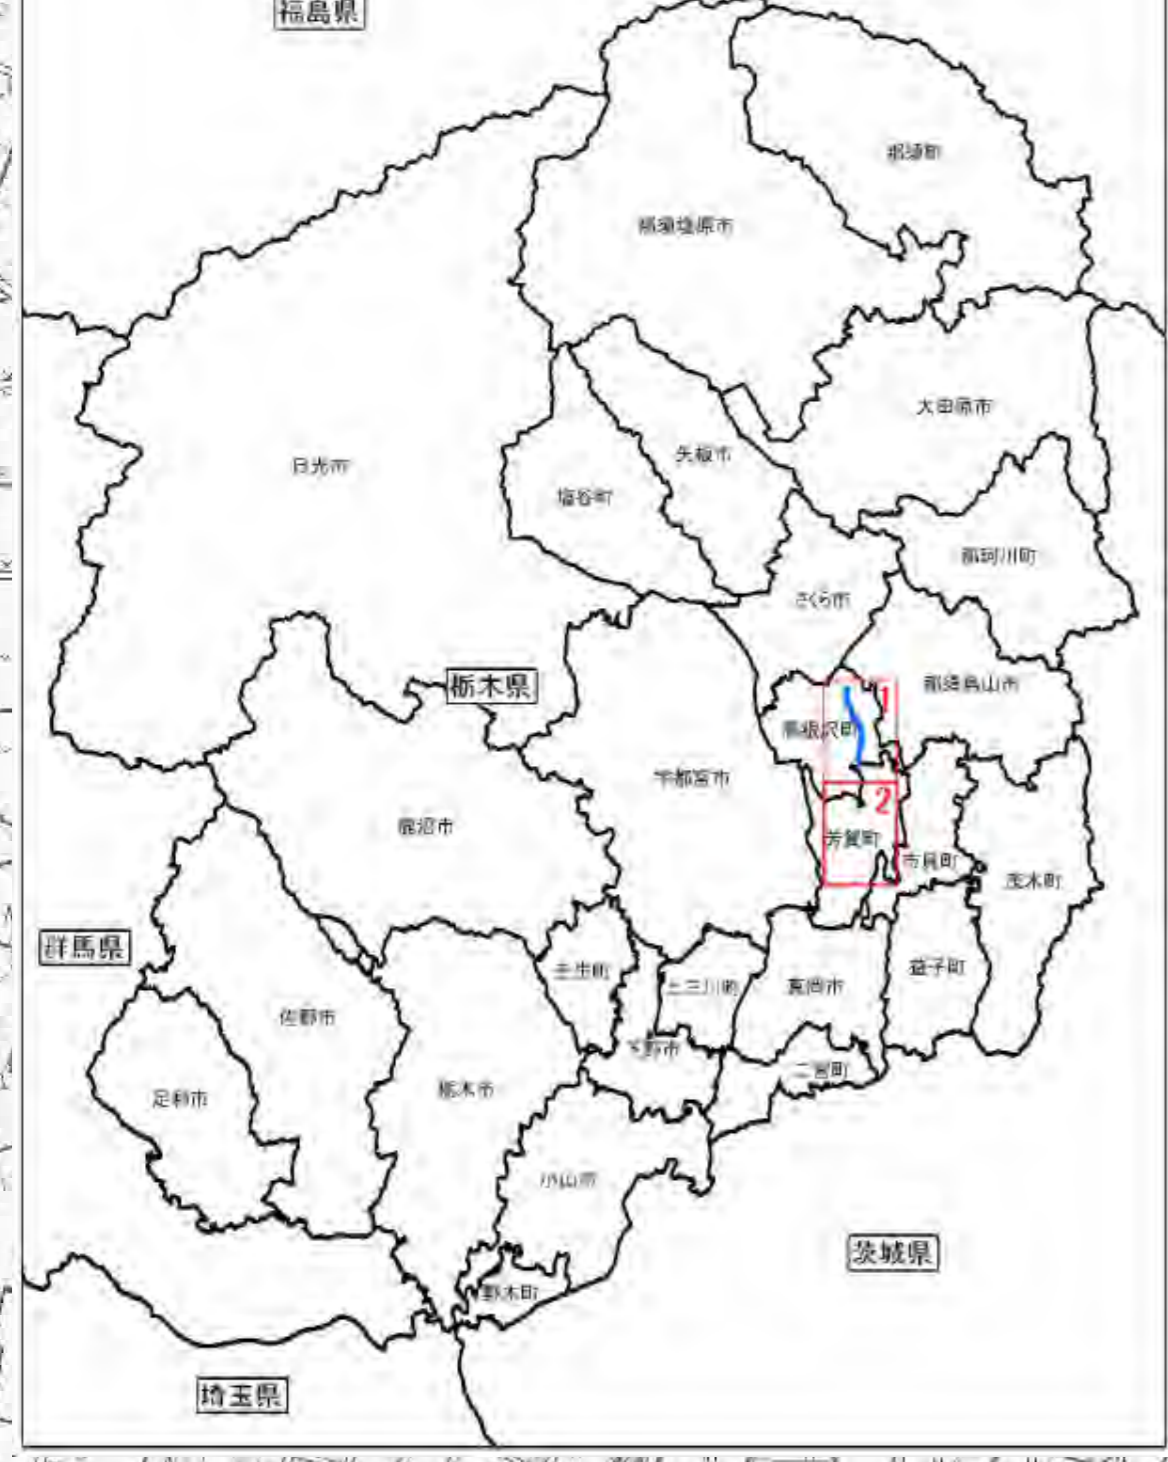 福島県
那須町
那須塩原市
大田原市
日光市
矢板市
塩谷町
那珂川町
さくら市
栃木県
那須烏山市
1
高根沢町
宇都宮市
2
鹿沼市
芳賀町
市貝町
茂木町
群馬県
壬生町
上三川町
真岡市
益子町
佐野市
下野市
二宮町
足利市
栃木市
小山市
茨城県
野木町
埼玉県